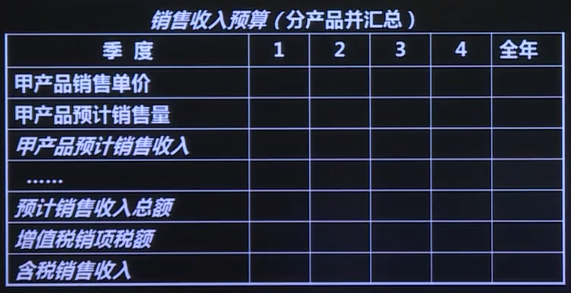 销售收入预算（分产品并汇总）
季 度 1 2 3 4 全年
甲产品销售单价
甲产品预计销售量
甲产品预计销售收入
……
预计销售收入总额
增值税销项税额
含税销售收入